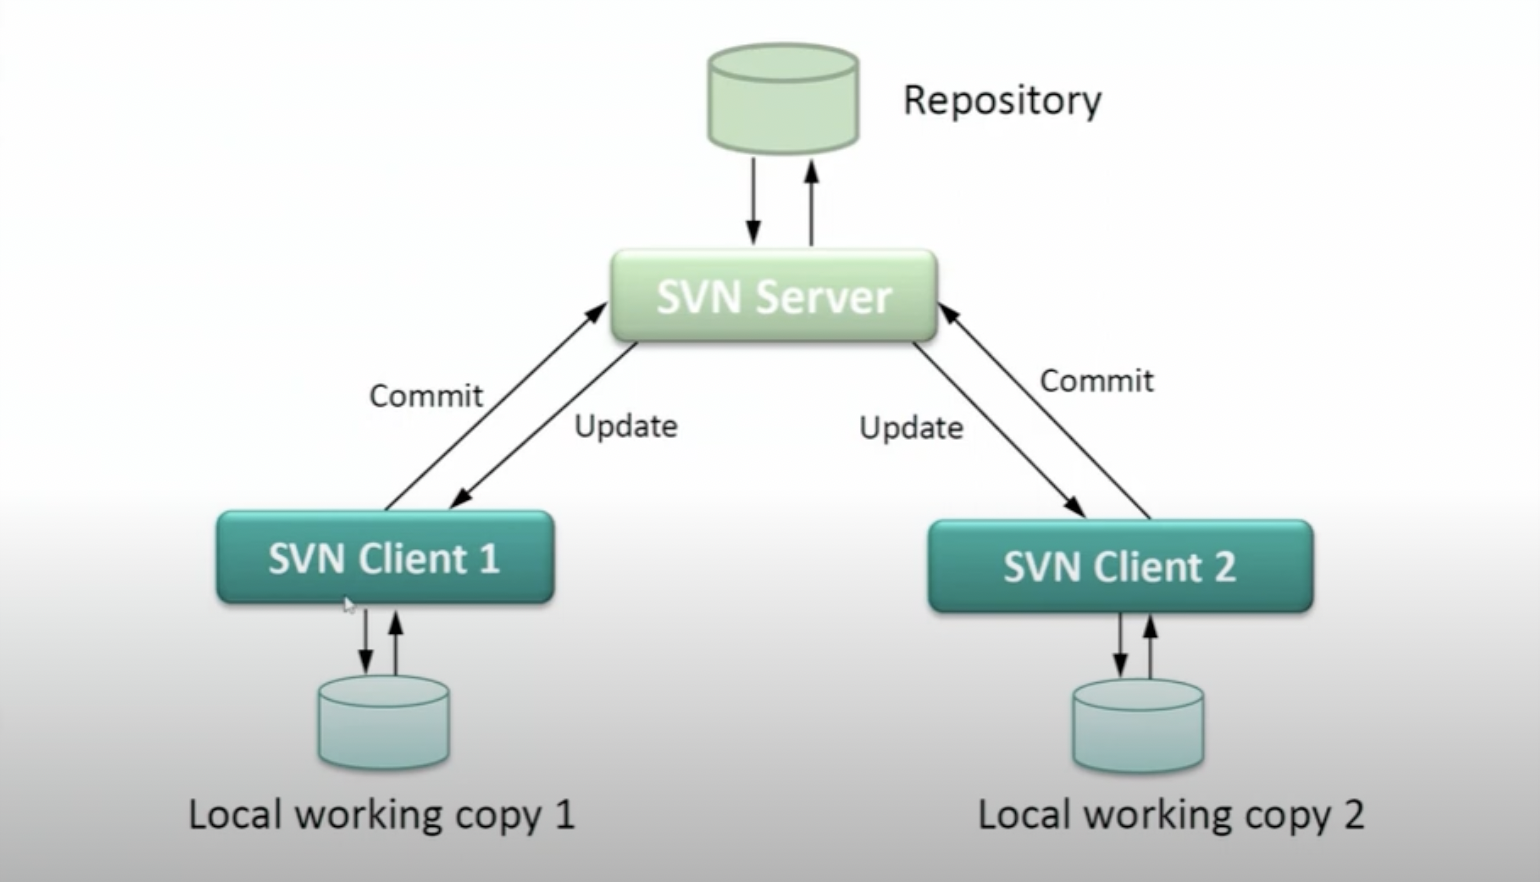 Repository
SVN Server
Commit
Commit
Update
Update
SVN Client 1
SVN Client 2
Local working copy 1
Local working copy 2